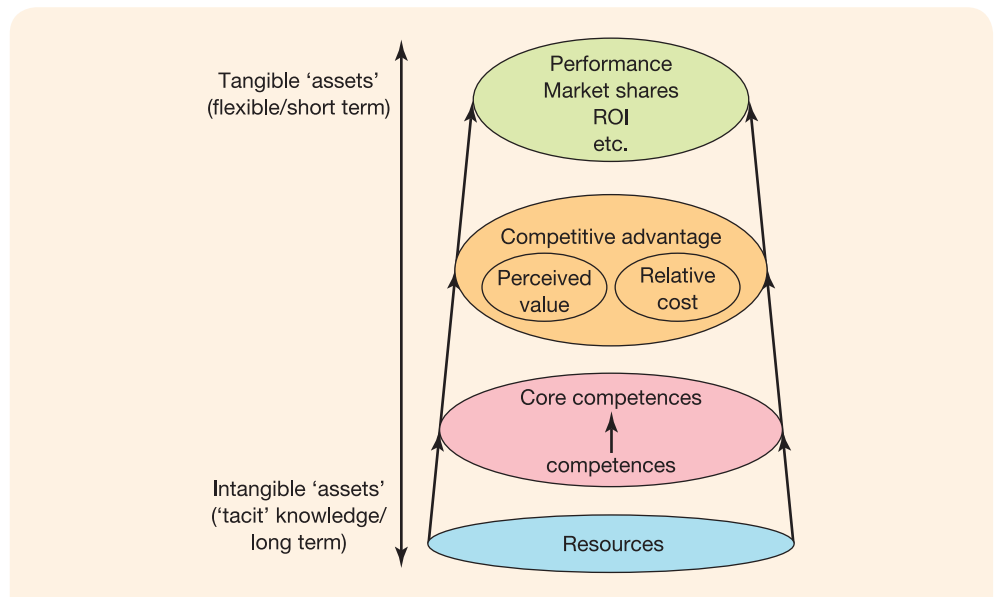 Tangible ‘assets’
(flexible/short term)
Performance
Market shares
ROI
etc.
Competitive advantage
Perceived
value
Relative
cost
Core competences
competences
Intangible ‘assets’
(‘tacit’ knowledge/
long term)
Resources